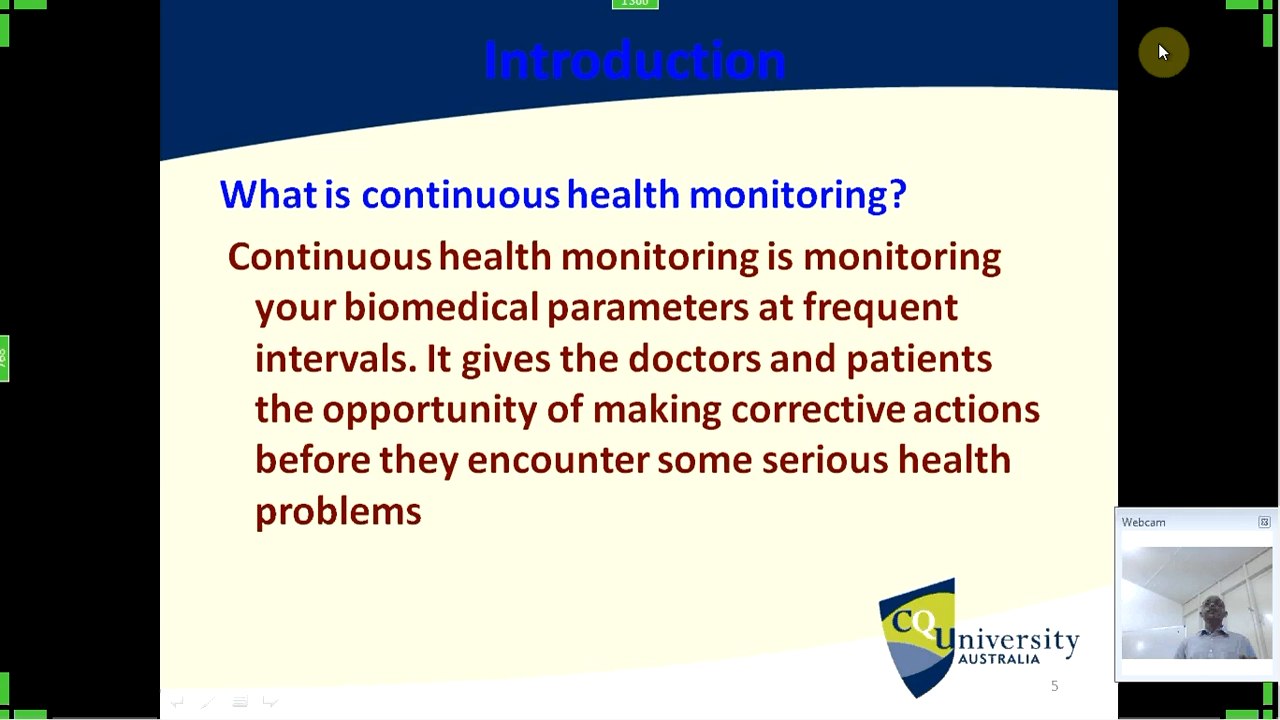 Introduction
What is continuous health monitoring?
Continuous health monitoring is monitoring
your biomedical parameters at frequent
intervals. It gives the doctors and patients
the opportunity of making corrective actions
before they encounter some serious health
problems
Webcam
CQUniversity
AUSTRALIA
5